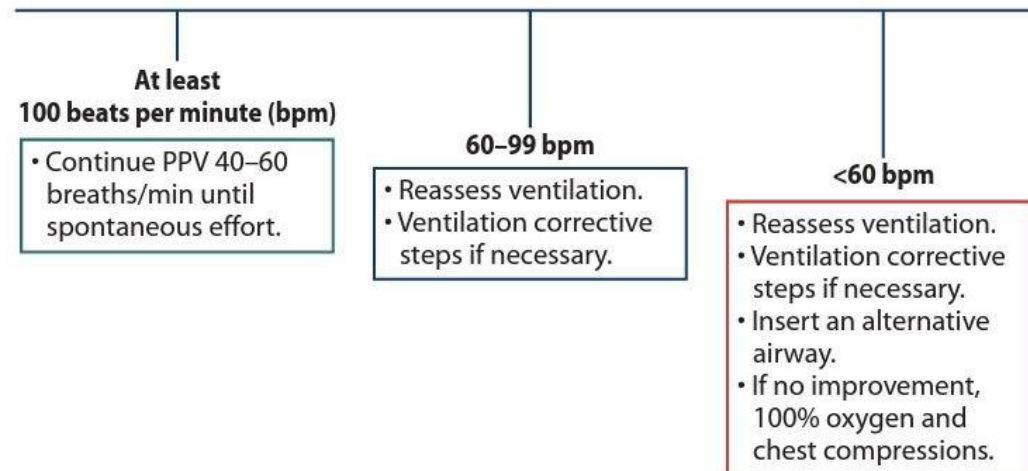 At least
100 beats per minute (bpm)
• Continue PPV 40–60
breaths/min until
spontaneous effort.
60–99 bpm
• Reassess ventilation.
• Ventilation corrective
steps if necessary.
<60 bpm
• Reassess ventilation.
• Ventilation corrective
steps if necessary.
• Insert an alternative
airway.
• If no improvement,
100% oxygen and
chest compressions.